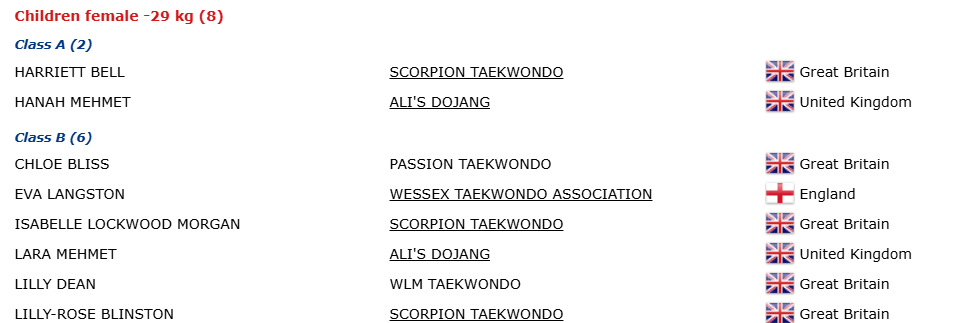 Children female -29 kg (8)
Class A (2)
HARRIETT BELL SCORPION TAEKWONDO Great Britain
HANAH MEHMET ALI'S DOJANG United Kingdom
Class B (6)
CHLOE BLISS PASSION TAEKWONDO Great Britain
EVA LANGSTON WESSEX TAEKWONDO ASSOCIATION England
ISABELLE LOCKWOOD MORGAN SCORPION TAEKWONDO Great Britain
LARA MEHMET ALI'S DOJANG United Kingdom
LILLY DEAN WLM TAEKWONDO Great Britain
LILLY-ROSE BLINSTON SCORPION TAEKWONDO Great Britain